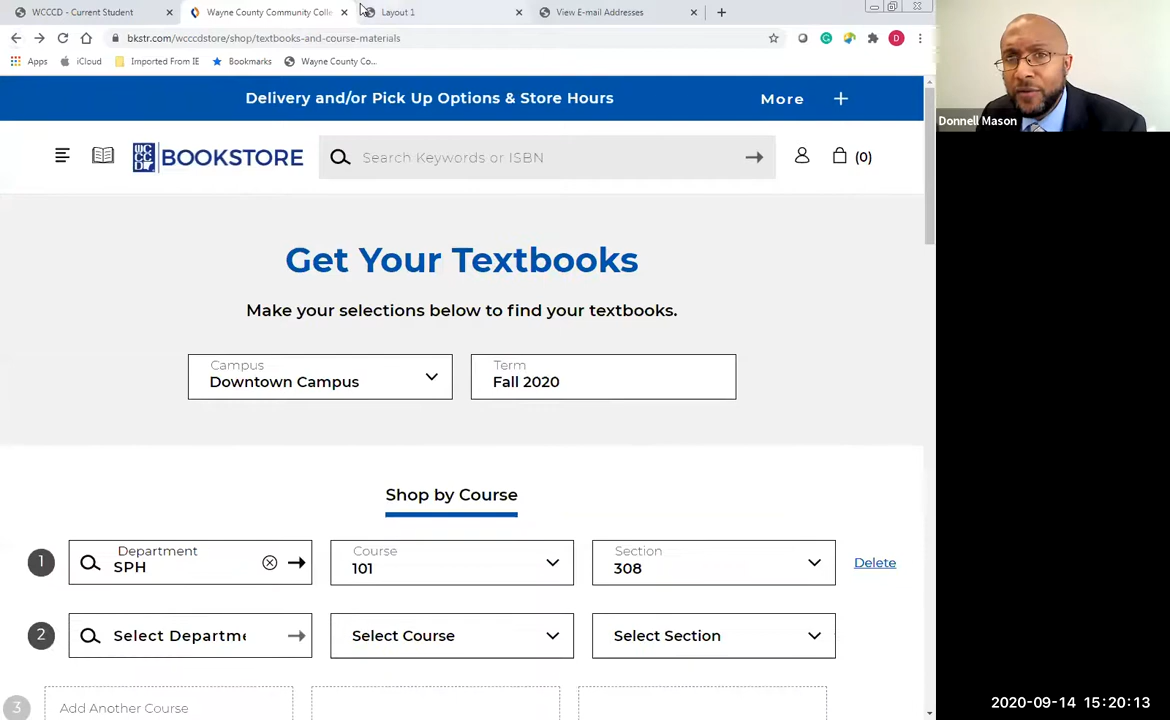 WCCCD - Current Student
Wayne County Community Colle
Layout 1
View E-mail Addresses
bkstr.com/wcccdstore/shop/textbooks-and-course-materials
D
Apps
iCloud
Imported From IE
Bookmarks
Wayne County Co...
Delivery and/or Pick Up Options & Store Hours
More
WCCCD
BOOKSTORE
Search Keywords or ISBN
(0)
Donnell Mason
Get Your Textbooks
Make your selections below to find your textbooks.
Campus
Downtown Campus
Term
Fall 2020
Shop by Course
1
Department
SPH
Course
101
Section
308
Delete
2
Select Departme
Select Course
Select Section
3
Add Another Course
2020-09-14 15:20:13